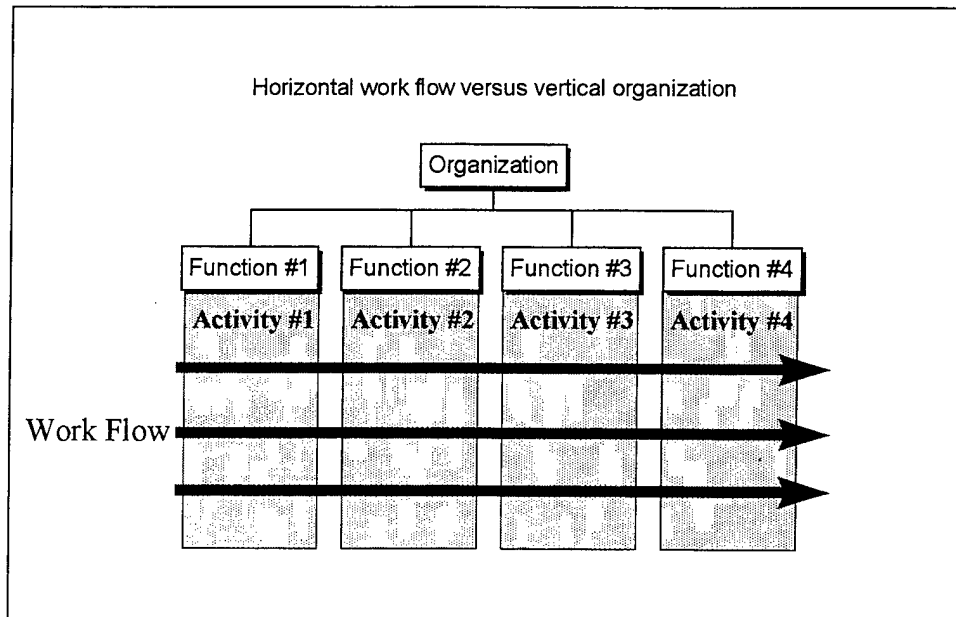 Horizontal work flow versus vertical organization
Organization
Function #1
Function #2
Function #3
Function #4
Activity #1
Activity #2
Activity #3
Activity #4
Work Flow